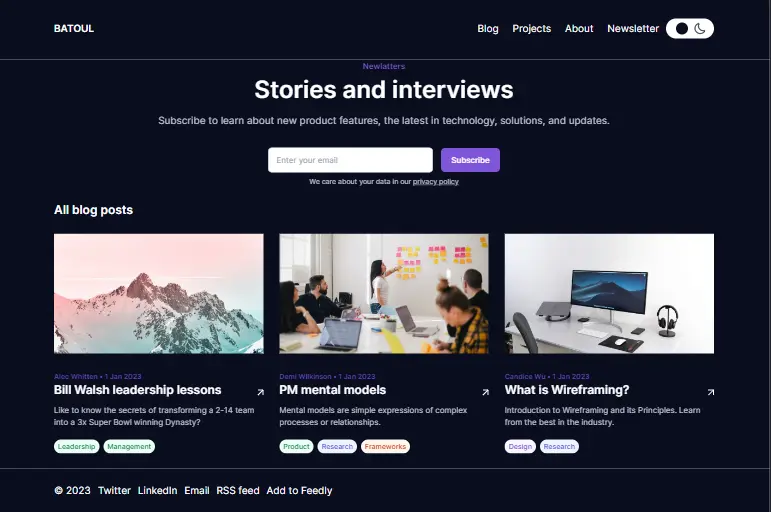 BATOUL
Blog Projects About Newsletter
Newlatters
Stories and interviews
Subscribe to learn about new product features, the latest in technology, solutions, and updates.
Enter your email Subscribe
We care about your data in our privacy policy
All blog posts
Alec Whitten • 1 Jan 2023
Bill Walsh leadership lessons
Like to know the secrets of transforming a 2-14 team
into a 3x Super Bowl winning Dynasty?
Leadership Management
Demi Wilkinson • 1 Jan 2023
PM mental models
Mental models are simple expressions of complex
processes or relationships.
Product Research Frameworks
Candice Wu • 1 Jan 2023
What is Wireframing?
Introduction to Wireframing and its Principles. Learn
from the best in the industry.
Design Research
© 2023 Twitter LinkedIn Email RSS feed Add to Feedly